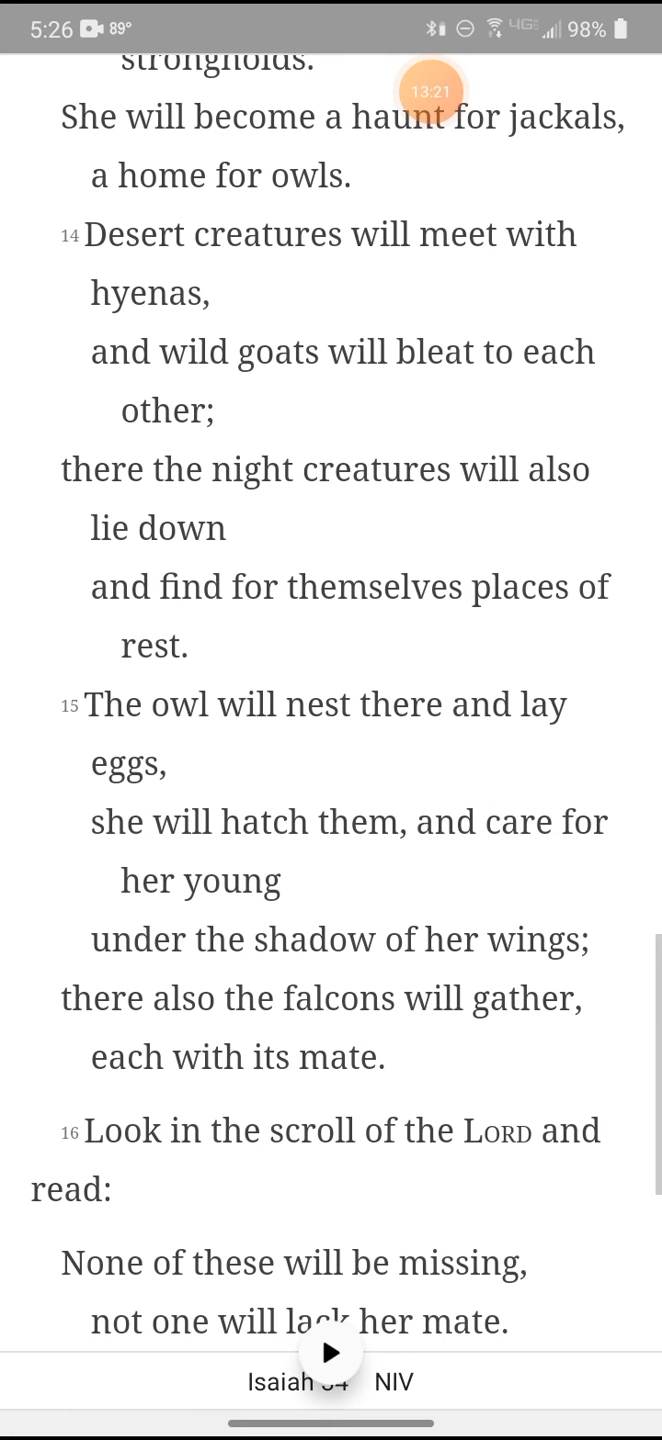 5:26 89° 4G 98%
strongholds.
13:21
She will become a haunt for jackals,
a home for owls.
14 Desert creatures will meet with
hyenas,
and wild goats will bleat to each
other;
there the night creatures will also
lie down
and find for themselves places of
rest.
15 The owl will nest there and lay
eggs,
she will hatch them, and care for
her young
under the shadow of her wings;
there also the falcons will gather,
each with its mate.
16 Look in the scroll of the LORD and
read:
None of these will be missing,
not one will lack her mate.
Isaiah 34 NIV